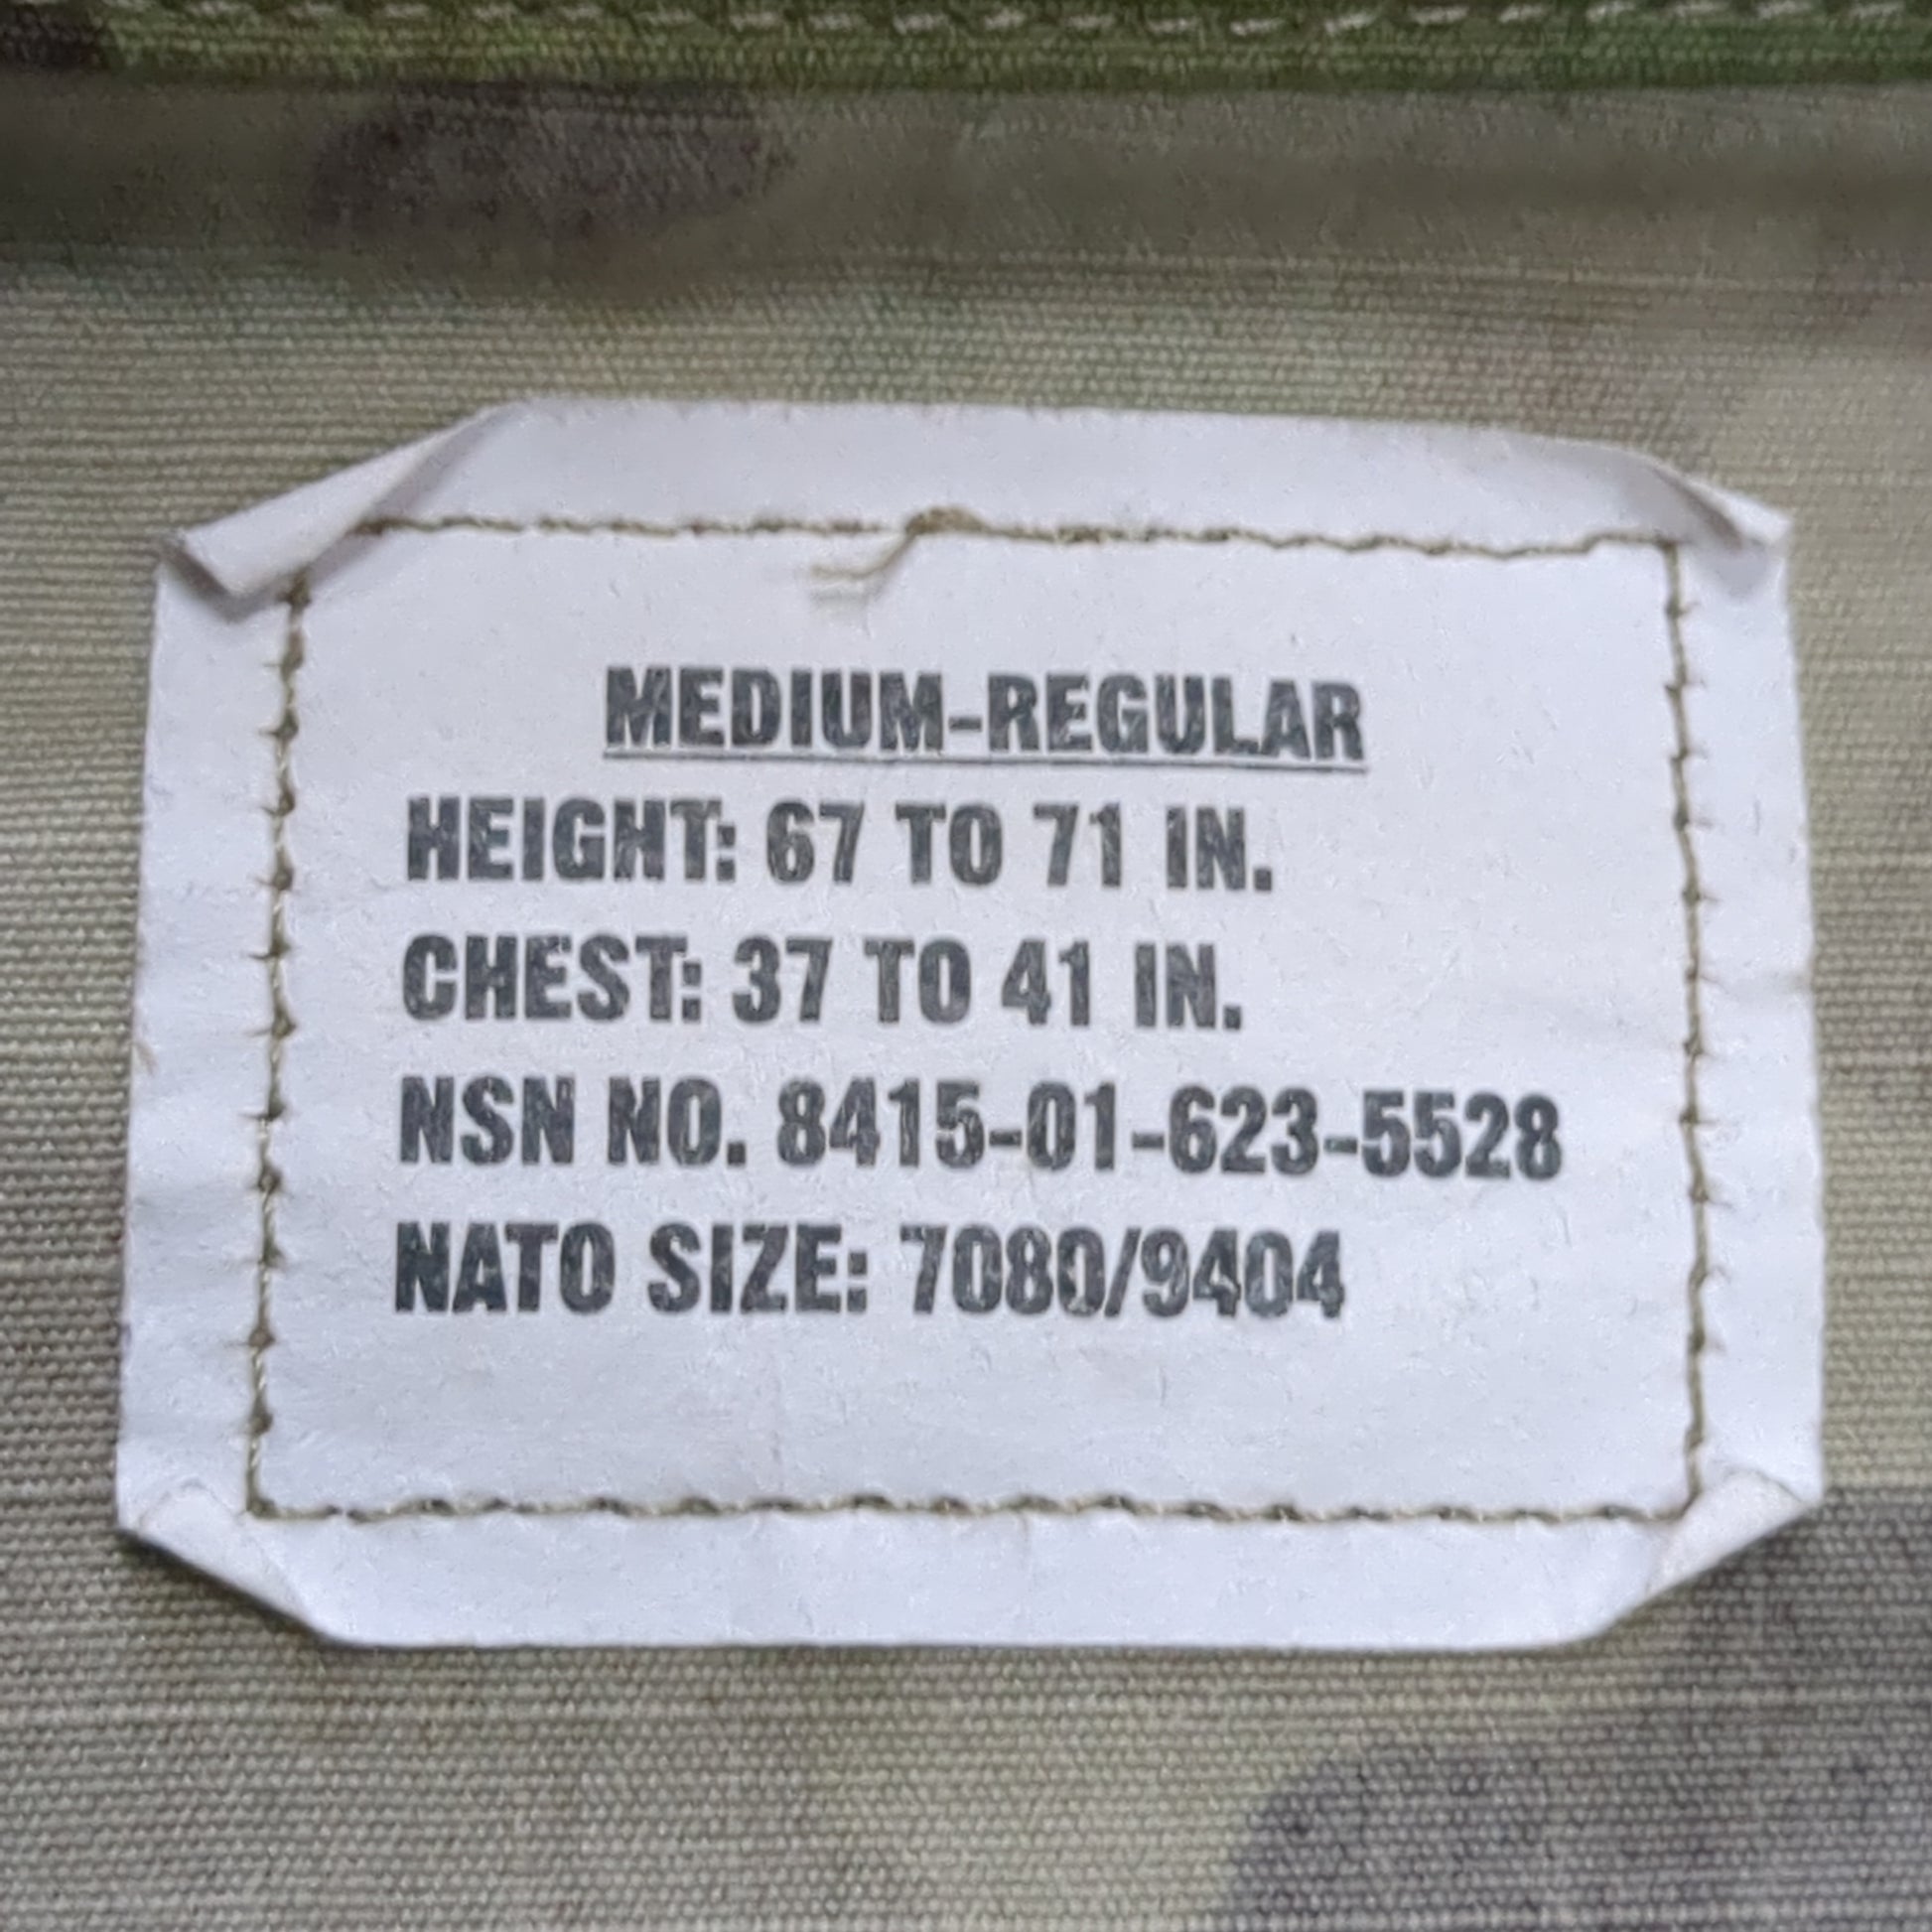 MEDIUM-REGULAR
HEIGHT: 67 TO 71 IN.
CHEST: 37 TO 41 IN.
NSN NO. 8415-01-623-5528
NATO SIZE: 7080/9404